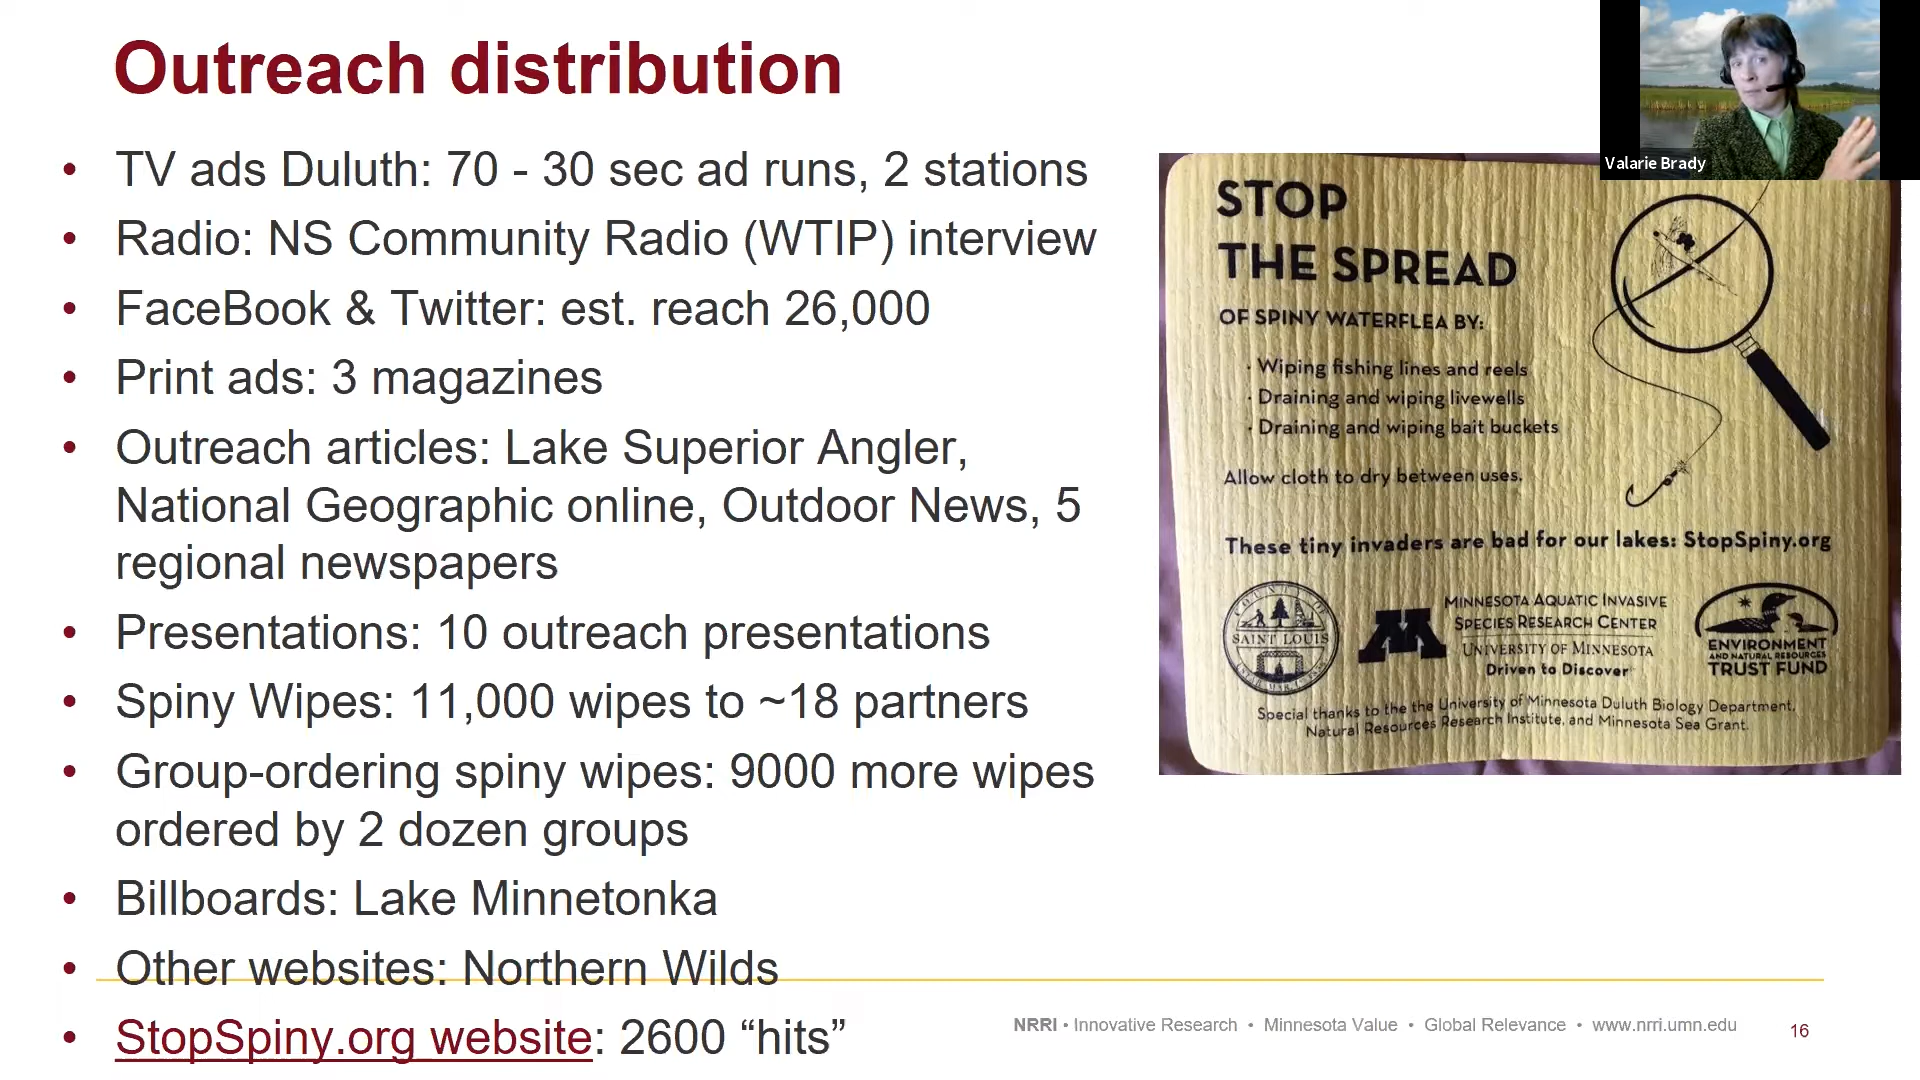 Outreach distribution
• TV ads Duluth: 70 - 30 sec ad runs, 2 stations
• Radio: NS Community Radio (WTIP) interview
• FaceBook & Twitter: est. reach 26,000
• Print ads: 3 magazines
• Outreach articles: Lake Superior Angler,
National Geographic online, Outdoor News, 5
regional newspapers
• Presentations: 10 outreach presentations
• Spiny Wipes: 11,000 wipes to ~18 partners
• Group-ordering spiny wipes: 9000 more wipes
ordered by 2 dozen groups
• Billboards: Lake Minnetonka
• Other websites: Northern Wilds
• StopSpiny.org website: 2600 “hits”
Valarie Brady
STOP
THE SPREAD
OF SPINY WATERFLEA BY:
· Wiping fishing lines and reels
· Draining and wiping livewells
· Draining and wiping bait buckets
Allow cloth to dry between uses.
These tiny invaders are bad for our lakes: StopSpiny.org
COUNTY OF
SAINT LOUIS
MINNESOTA AQUATIC INVASIVE
SPECIES RESEARCH CENTER
UNIVERSITY OF MINNESOTA
Driven to Discover
ENVIRONMENT
AND NATURAL RESOURCES
TRUST FUND
Special thanks to the the University of Minnesota Duluth Biology Department,
Natural Resources Research Institute, and Minnesota Sea Grant.
NRRI • Innovative Research • Minnesota Value • Global Relevance • www.nrri.umn.edu
16